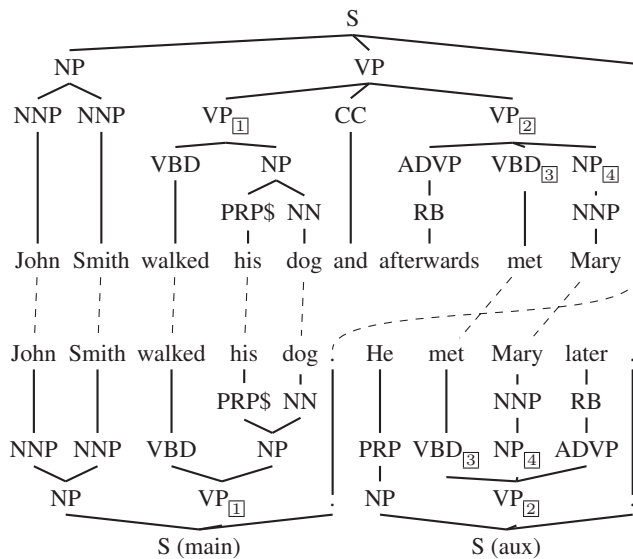 S
NP VP
NNP NNP VP1 CC VP2
VBD NP ADVP VBD3 NP4
PRP$ NN RB NNP
John Smith walked his dog and afterwards met Mary
John Smith walked his dog . He met Mary later .
PRP$ NN NNP RB
NNP NNP VBD NP PRP VBD3 NP4 ADVP
NP VP1 . NP VP2 .
S (main) S (aux)